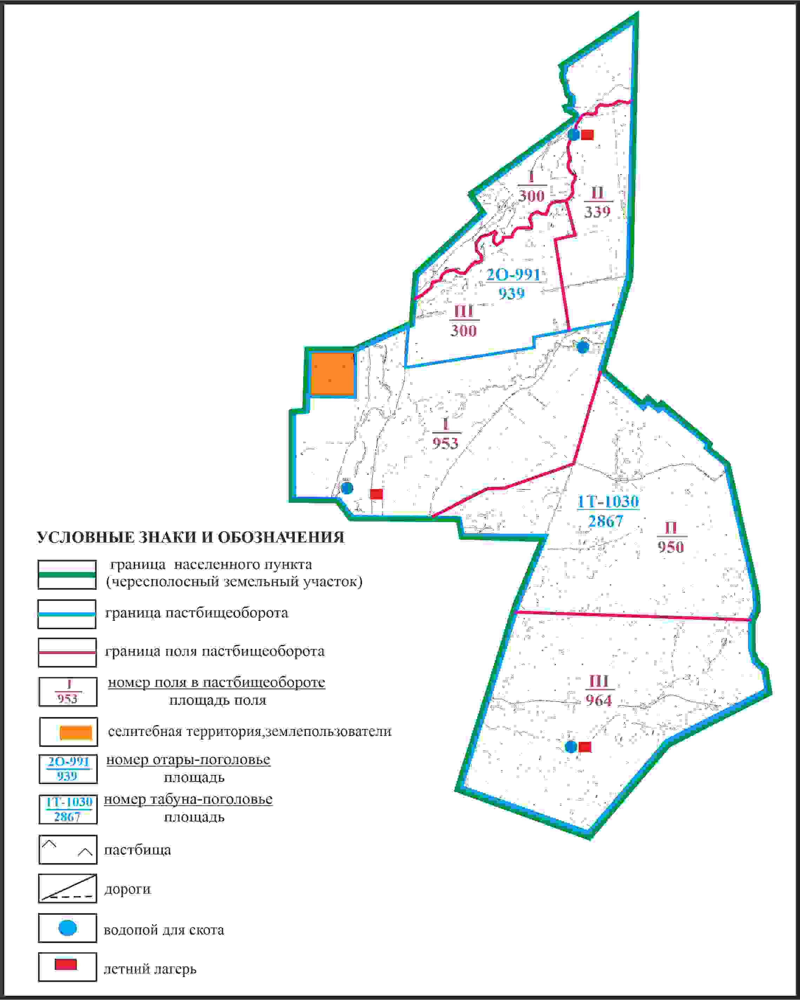 I
300
II
339
2О-991
939
III
300
I
953
1Т-1030
2867
II
950
III
964
УСЛОВНЫЕ ЗНАКИ И ОБОЗНАЧЕНИЯ
граница населенного пункта
(чересполосный земельный участок)
граница пастбищеоборота
граница поля пастбищеоборота
I
953
номер поля в пастбищеобороте
площадь поля
селитебная территория,землепользователи
2О-991
939
номер отары-поголовье
площадь
1Т-1030
2867
номер табуна-поголовье
площадь
пастбища
дороги
водопой для скота
летний лагерь